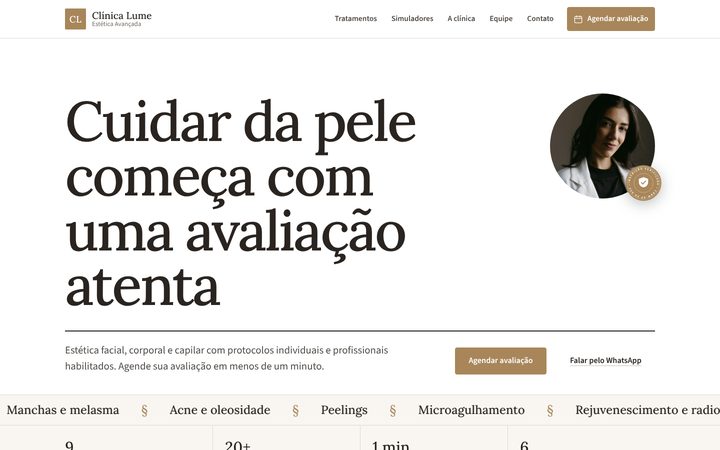 CL
Clínica Lume
Estética Avançada
Tratamentos
Simuladores
A clínica
Equipe
Contato
Agendar avaliação
Cuidar da pele
começa com
uma avaliação
atenta
Estética facial, corporal e capilar com protocolos individuais e profissionais
habilitados. Agende sua avaliação em menos de um minuto.
Agendar avaliação
Falar pelo WhatsApp
Manchas e melasma § Acne e oleosidade § Peelings § Microagulhamento § Rejuvenescimento e radio
9
20+
1 min
6